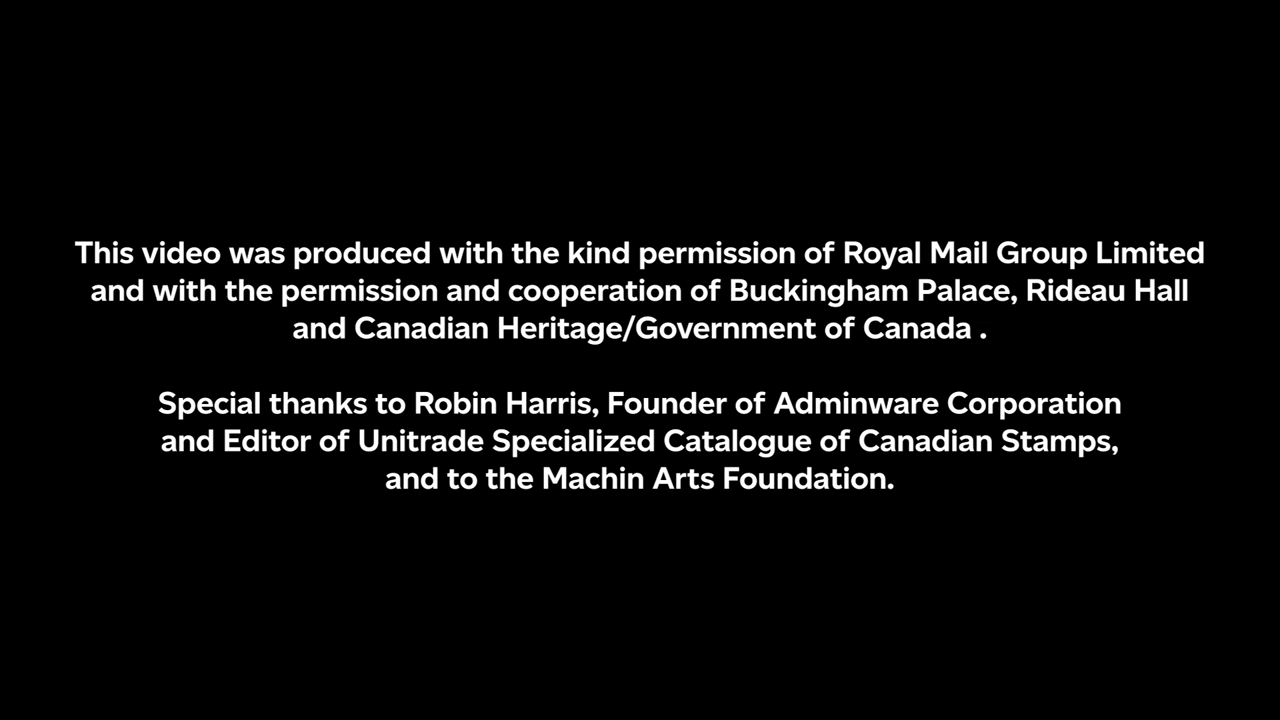 This video was produced with the kind permission of Royal Mail Group Limited
and with the permission and cooperation of Buckingham Palace, Rideau Hall
and Canadian Heritage/Government of Canada .
Special thanks to Robin Harris, Founder of Adminware Corporation
and Editor of Unitrade Specialized Catalogue of Canadian Stamps,
and to the Machin Arts Foundation.